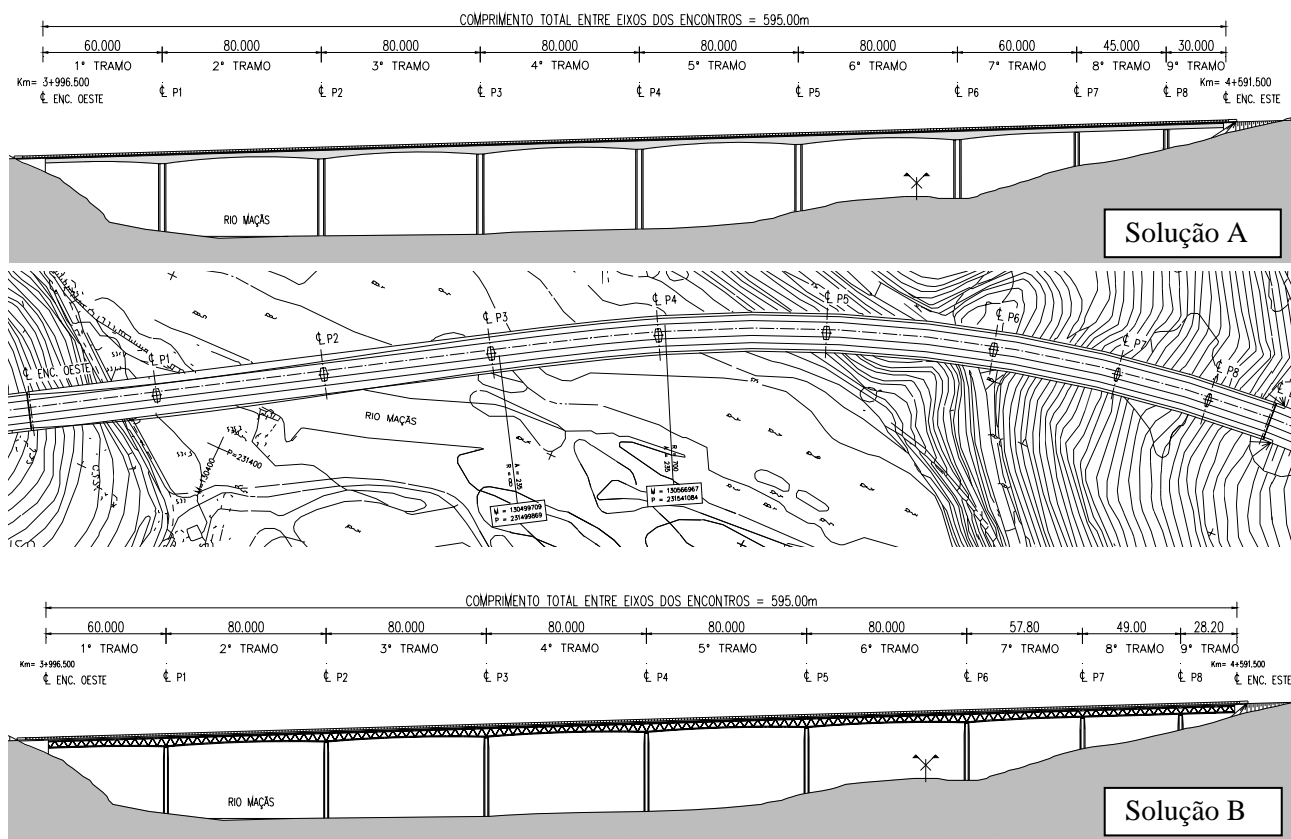 COMPRIMENTO TOTAL ENTRE EIXOS DOS ENCONTROS = 595.00m
60.000 80.000 80.000 80.000 80.000 80.000 60.000 45.000 30.000
1° TRAMO 2° TRAMO 3° TRAMO 4° TRAMO 5° TRAMO 6° TRAMO 7° TRAMO 8° TRAMO 9° TRAMO
Km= 3+996.500 Km= 4+591.500
℄ ENC. OESTE ℄ P1 ℄ P2 ℄ P3 ℄ P4 ℄ P5 ℄ P6 ℄ P7 ℄ P8 ℄ ENC. ESTE
RIO MAÇÃS
Solução A
℄ ENC. OESTE
℄ P1
℄ P2
℄ P3
℄ P4
℄ P5
℄ P6
℄ P7
℄ P8
RIO MAÇÃS
P=231400
M=130400
A = 235
R = ∞
M = 130499709
P = 231499869
R = 700
A = 235
M = 130566967
P = 231541084
COMPRIMENTO TOTAL ENTRE EIXOS DOS ENCONTROS = 595.00m
60.000 80.000 80.000 80.000 80.000 80.000 57.80 49.00 28.20
1° TRAMO 2° TRAMO 3° TRAMO 4° TRAMO 5° TRAMO 6° TRAMO 7° TRAMO 8° TRAMO 9° TRAMO
Km= 3+996.500 Km= 4+591.500
℄ ENC. OESTE ℄ P1 ℄ P2 ℄ P3 ℄ P4 ℄ P5 ℄ P6 ℄ P7 ℄ P8 ℄ ENC. ESTE
RIO MAÇÃS
Solução B